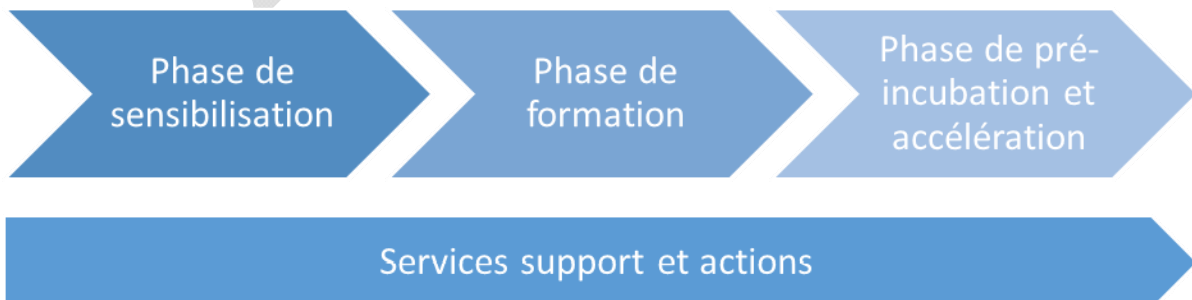 Phase de
sensibilisation
Phase de
formation
Phase de pré-
incubation et
accélération
Services support et actions